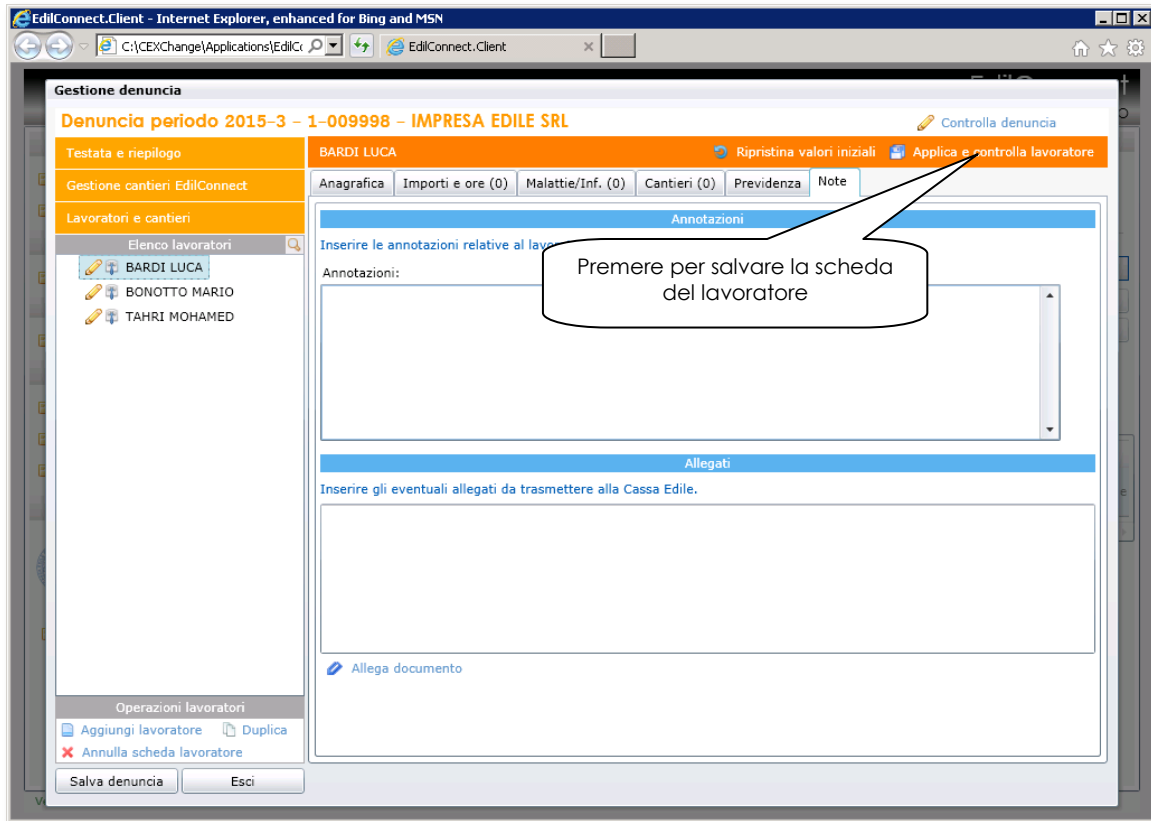 EdilConnect.Client - Internet Explorer, enhanced for Bing and MSN
C:\CEXChange\Applications\EdilCo
EdilConnect.Client
Gestione denuncia
Denuncia periodo 2015-3 - 1-009998 - IMPRESA EDILE SRL
Controlla denuncia
Testata e riepilogo
BARDI LUCA
Ripristina valori iniziali
Applica e controlla lavoratore
Gestione cantieri EdilConnect
Anagrafica
Importi e ore (0)
Malattie/Inf. (0)
Cantieri (0)
Previdenza
Note
Lavoratori e cantieri
Annotazioni
Elenco lavoratori
Inserire le annotazioni relative al
Premere per salvare la scheda
del lavoratore
BARDI LUCA
Annotazioni:
BONOTTO MARIO
TAHRI MOHAMED
Allegati
Inserire gli eventuali allegati da trasmettere alla Cassa Edile.
Allega documento
Operazioni lavoratori
Aggiungi lavoratore
Duplica
Annulla scheda lavoratore
Salva denuncia
Esci